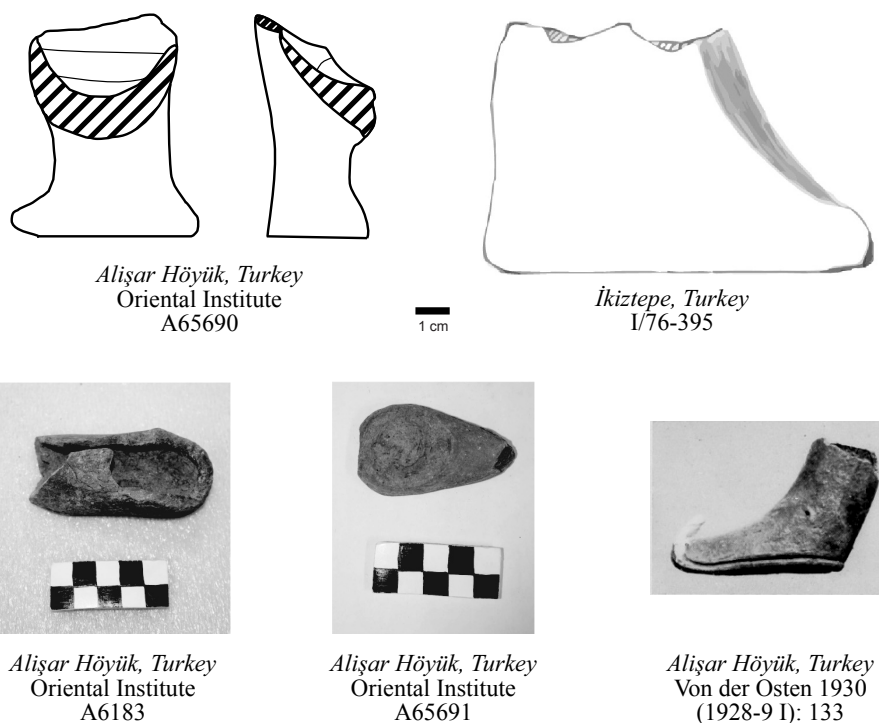 Alişar Höyük, Turkey
Oriental Institute
A65690
1 cm
İkiztepe, Turkey
I/76-395
Alişar Höyük, Turkey
Oriental Institute
A6183
Alişar Höyük, Turkey
Oriental Institute
A65691
Alişar Höyük, Turkey
Von der Osten 1930
(1928-9 I): 133